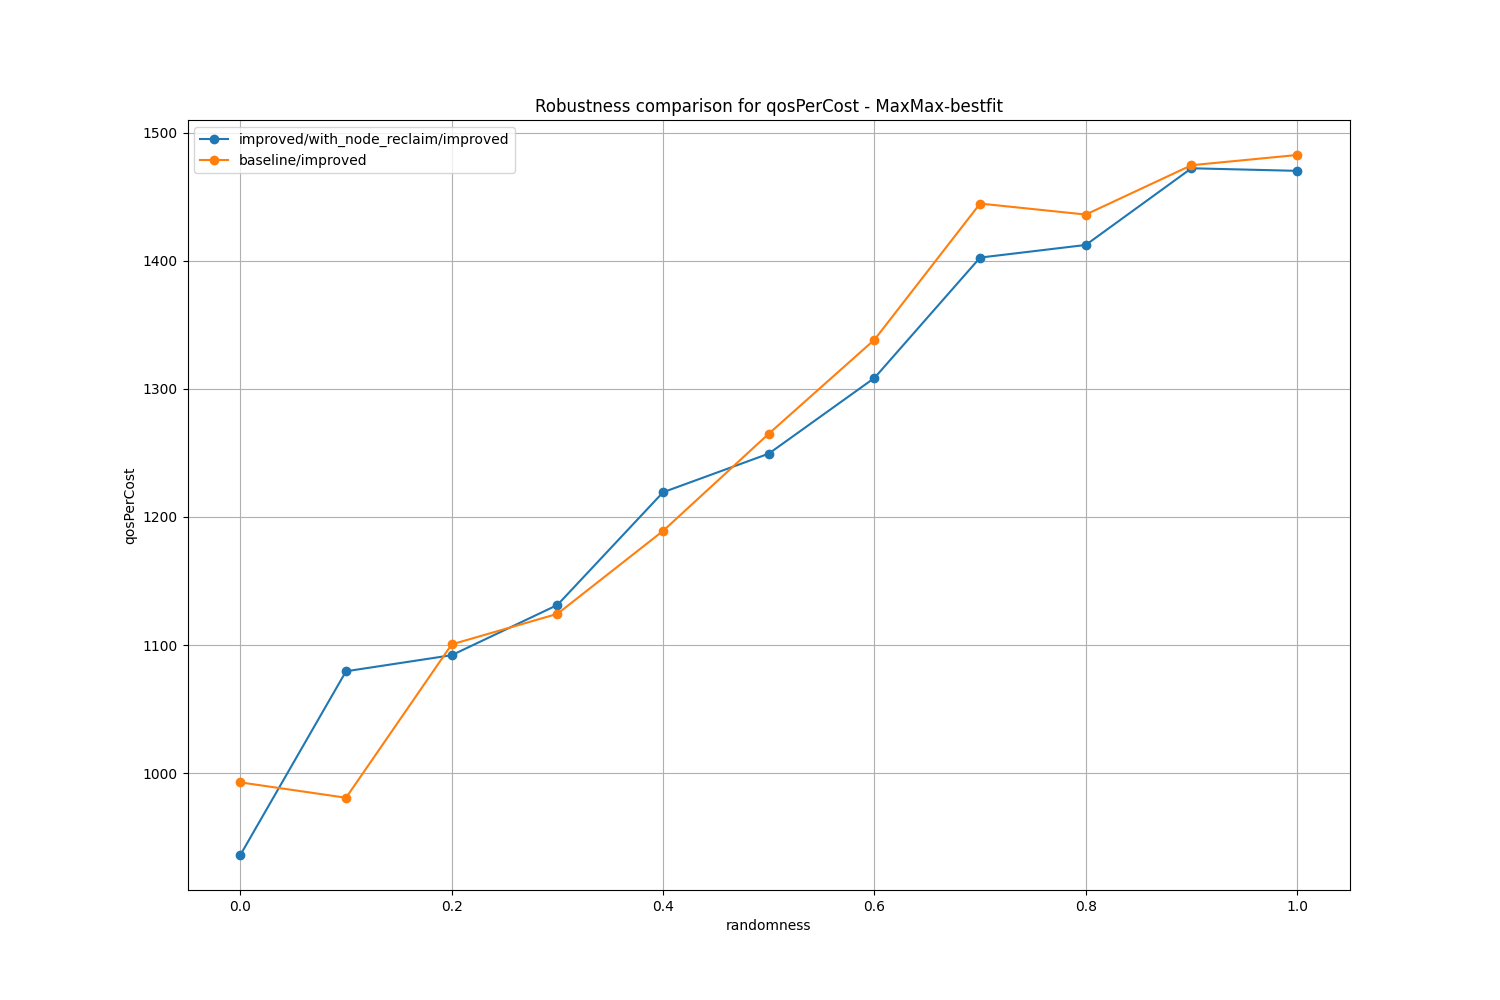 Robustness comparison for qosPerCost - MaxMax-bestfit
improved/with_node_reclaim/improved
baseline/improved
1500
1400
1300
1200
1100
1000
qosPerCost
0.0 0.2 0.4 0.6 0.8 1.0
randomness